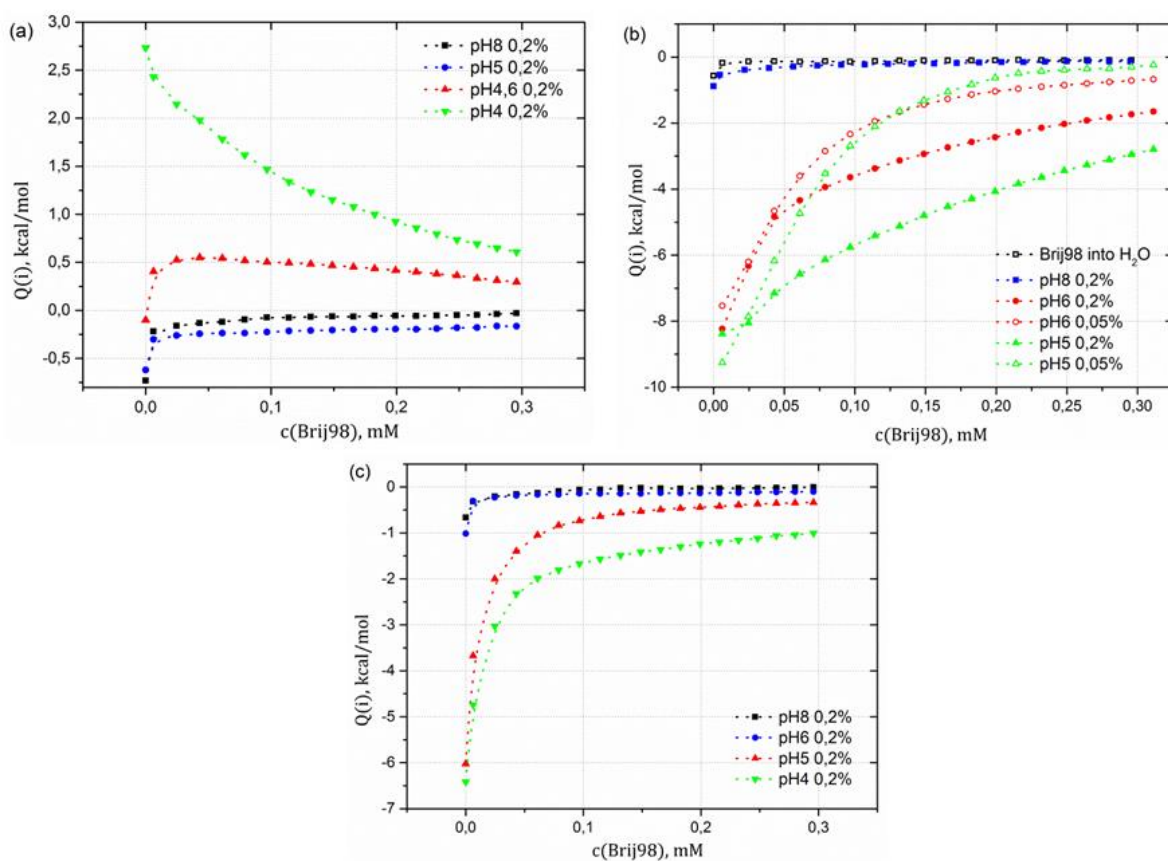 (a)
pH8 0,2%
pH5 0,2%
pH4,6 0,2%
pH4 0,2%
3,0
2,5
2,0
1,5
1,0
0,5
0,0
-0,5
Q(i), kcal/mol
0,0
0,1
0,2
0,3
c(Brij98), mM
(b)
0
-2
-4
-6
-8
-10
Q(i), kcal/mol
Brij98 into H₂O
pH8 0,2%
pH6 0,2%
pH6 0,05%
pH5 0,2%
pH5 0,05%
0,00
0,05
0,10
0,15
0,20
0,25
0,30
c(Brij98), mM
(c)
0
-1
-2
-3
-4
-5
-6
-7
Q(i), kcal/mol
pH8 0,2%
pH6 0,2%
pH5 0,2%
pH4 0,2%
0,0
0,1
0,2
0,3
c(Brij98), mM